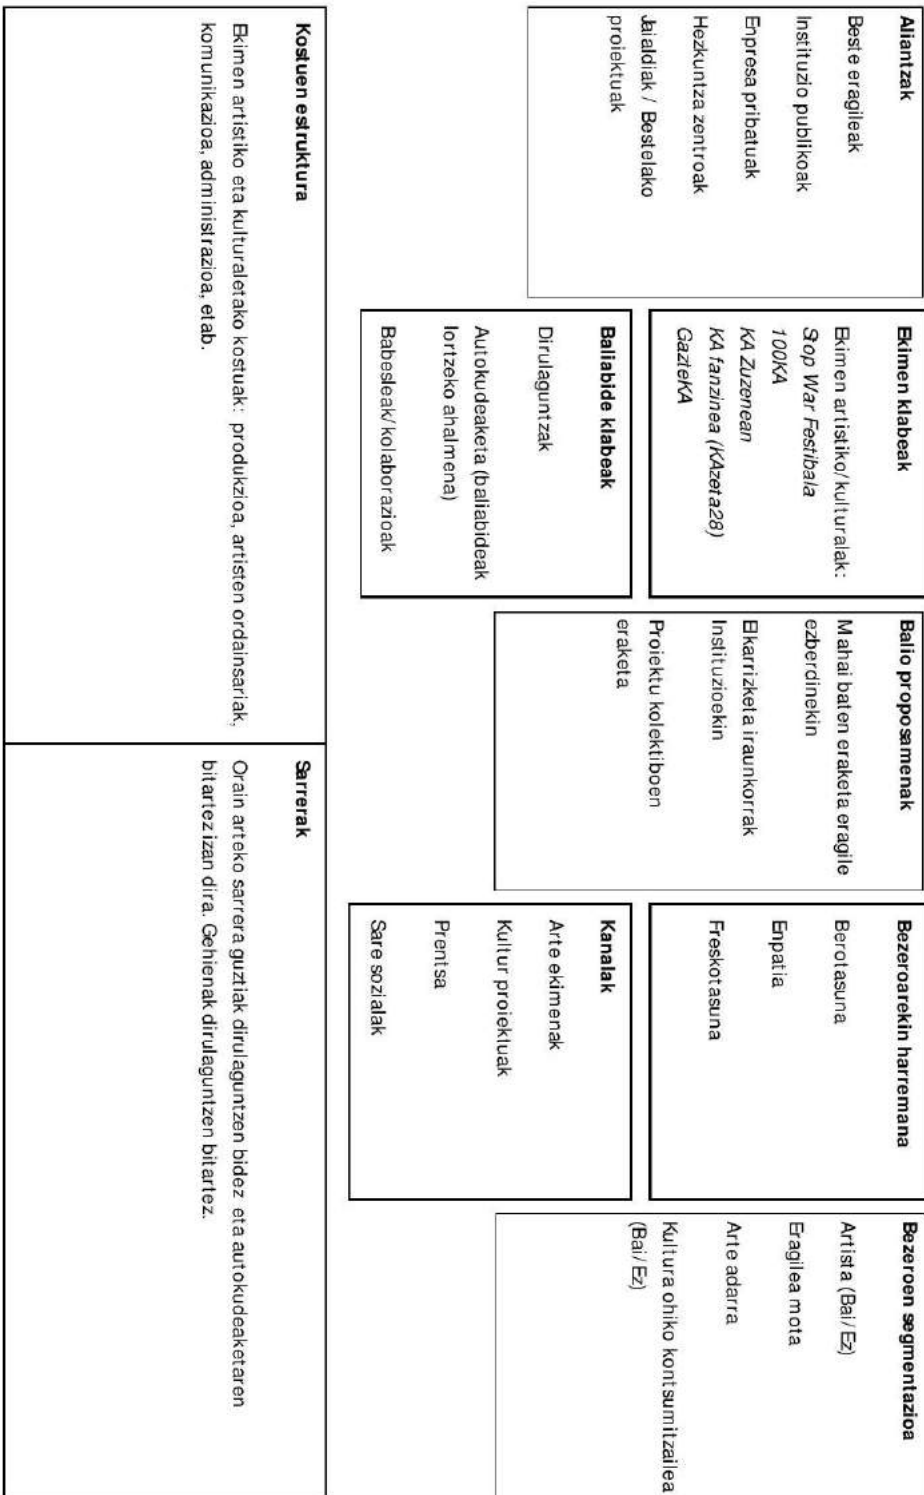 Aliantzak
Beste eragileak
Instituzio publikoak
Enpresa pribatuak
Hezkuntza zentroak
Jaialdiak / Bestelako
proiektuak
Ekimen klabeak
Ekimen artistiko/kulturalak:
Stop War Festibala
100KA
KA Zuzenean
KA fanzinea (KAzeta28)
GazteKA
Baliabide klabeak
Dirulaguntzak
Autokudeaketa (baliabideak
lortzeko ahalmena)
Babesleak/kolaborazioak
Balio proposamenak
Mahai baten eraketa eragile
ezberdinekin
Elkarrizketa iraunkorrak
Instituzioekin
Proiektu kolektiboen
eraketa
Bezeroarekin harremana
Berotasuna
Enpatia
Freskotasuna
Kanalak
Arte ekimenak
Kultur proiektuak
Prentsa
Sare sozialak
Bezeroen segmentazioa
Artista (Bai/Ez)
Eragilea mota
Arte adarra
Kultura ohiko kontsumitzailea
(Bai/Ez)
Kostuen estruktura
Ekimen artistiko eta kulturaletako kostuak: produkzioa, artisten ordainsariak,
komunikazioa, administrazioa, etab.
Sarrerak
Orain arteko sarrera guztiak dirulaguntzen bidez eta autokudeaketaren
bitartez izan dira. Gehienak dirulaguntzen bitartez.